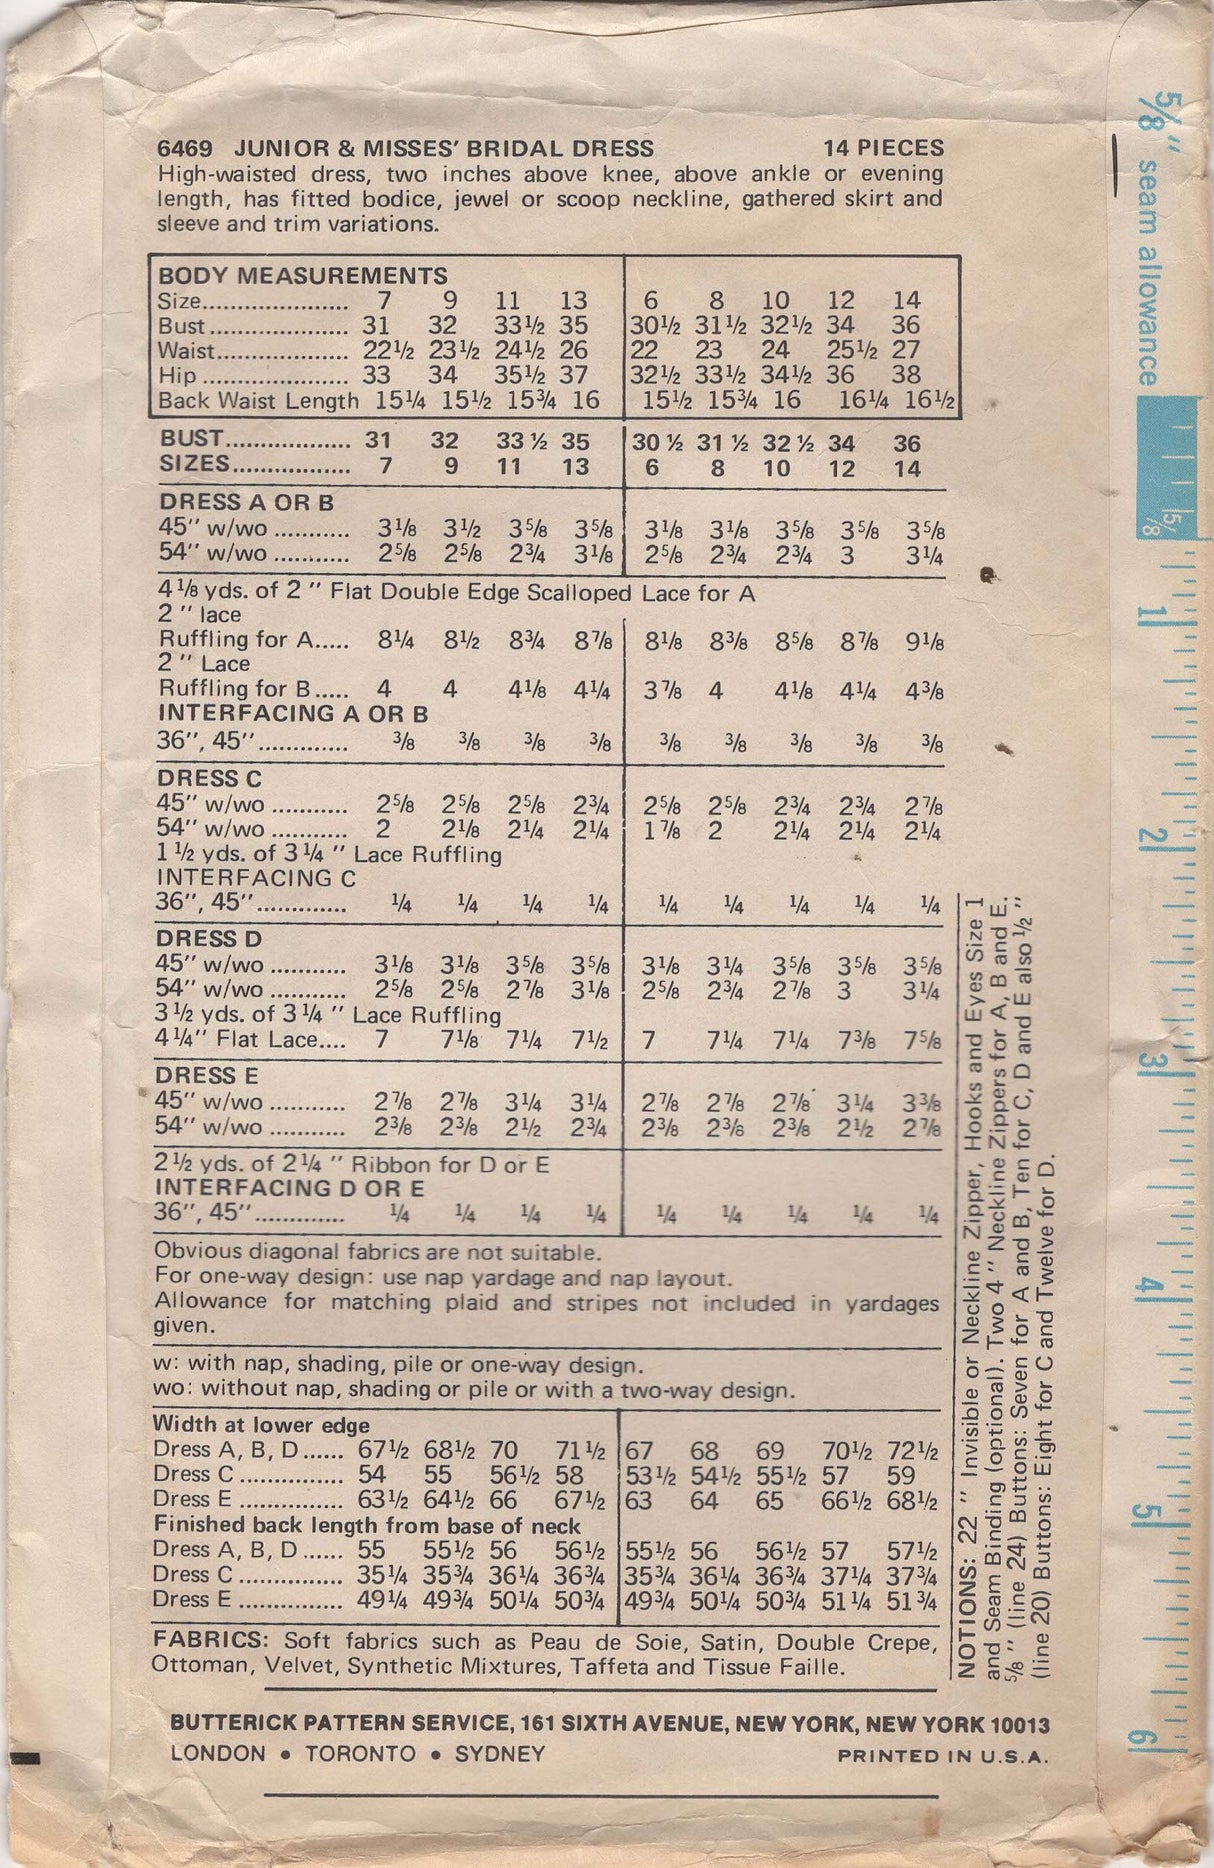 6469 JUNIOR & MISSES' BRIDAL DRESS 14 PIECES
High-waisted dress, two inches above knee, above ankle or evening
length, has fitted bodice, jewel or scoop neckline, gathered skirt and
sleeve and trim variations.
BODY MEASUREMENTS
Size...................... 7 9 11 13 6 8 10 12 14
Bust ..................... 31 32 33½ 35 30½ 31½ 32½ 34 36
Waist.................... 22½ 23½ 24½ 26 22 23 24 25½ 27
Hip ...................... 33 34 35½ 37 32½ 33½ 34½ 36 38
Back Waist Length 15¼ 15½ 15¾ 16 15½ 15¾ 16 16¼ 16½
BUST................... 31 32 33 ½ 35 30 ½ 31 ½ 32 ½ 34 36
SIZES.................. 7 9 11 13 6 8 10 12 14
DRESS A OR B
45" w/wo ........... 3⅛ 3½ 3⅝ 3⅝ 3⅛ 3⅛ 3⅝ 3⅝ 3⅝
54" w/wo ........... 2⅝ 2⅝ 2¾ 3⅛ 2⅝ 2¾ 2¾ 3 3¼
4⅛ yds. of 2 " Flat Double Edge Scalloped Lace for A
2 " lace
Ruffling for A..... 8¼ 8½ 8¾ 8⅞ 8⅛ 8⅜ 8⅝ 8⅞ 9⅛
2 " Lace
Ruffling for B ..... 4 4 4⅛ 4¼ 3⅞ 4 4⅛ 4¼ 4⅜
INTERFACING A OR B
36", 45"............. ⅜ ⅜ ⅜ ⅜ ⅜ ⅜ ⅜ ⅜ ⅜
DRESS C
45" w/wo ........... 2⅝ 2⅝ 2⅝ 2¾ 2⅝ 2⅝ 2¾ 2¾ 2⅞
54" w/wo ........... 2 2⅛ 2¼ 2¼ 1⅞ 2 2¼ 2¼ 2¼
1 ½ yds. of 3 ¼ " Lace Ruffling
INTERFACING C
36", 45"............. ¼ ¼ ¼ ¼ ¼ ¼ ¼ ¼ ¼
DRESS D
45" w/wo ........... 3⅛ 3⅛ 3⅝ 3⅝ 3⅛ 3¼ 3⅝ 3⅝ 3⅝
54" w/wo ........... 2⅝ 2⅝ 2⅞ 3⅛ 2⅝ 2¾ 2⅞ 3 3¼
3 ½ yds. of 3 ¼ " Lace Ruffling
4 ¼" Flat Lace.... 7 7⅛ 7¼ 7½ 7 7¼ 7¼ 7⅜ 7⅝
DRESS E
45" w/wo ........... 2⅞ 2⅞ 3¼ 3¼ 2⅞ 2⅞ 2⅞ 3¼ 3⅜
54" w/wo ........... 2⅜ 2⅜ 2½ 2¾ 2⅜ 2⅜ 2⅜ 2½ 2⅞
2 ½ yds. of 2 ¼ " Ribbon for D or E
INTERFACING D OR E
36", 45"............. ¼ ¼ ¼ ¼ ¼ ¼ ¼ ¼ ¼
Obvious diagonal fabrics are not suitable.
For one-way design: use nap yardage and nap layout.
Allowance for matching plaid and stripes not included in yardages
given.
w: with nap, shading, pile or one-way design.
wo: without nap, shading or pile or with a two-way design.
Width at lower edge
Dress A, B, D ...... 67½ 68½ 70 71½ 67 68 69 70½ 72½
Dress C ............... 54 55 56½ 58 53½ 54½ 55½ 57 59
Dress E ............... 63½ 64½ 66 67½ 63 64 65 66½ 68½
Finished back length from base of neck
Dress A, B, D ...... 55 55½ 56 56½ 55½ 56 56½ 57 57½
Dress C ............... 35¼ 35¾ 36¼ 36¾ 35¾ 36¼ 36¾ 37¼ 37¾
Dress E ............... 49¼ 49¾ 50¼ 50¾ 49¾ 50¼ 50¾ 51¼ 51¾
FABRICS: Soft fabrics such as Peau de Soie, Satin, Double Crepe,
Ottoman, Velvet, Synthetic Mixtures, Taffeta and Tissue Faille.
NOTIONS: 22 " Invisible or Neckline Zipper, Hooks and Eyes Size 1
and Seam Binding (optional). Two 4 " Neckline Zippers for A, B and E.
⅝ " (line 24) Buttons: Seven for A and B, Ten for C, D and E also ½ "
(line 20) Buttons: Eight for C and Twelve for D.
BUTTERICK PATTERN SERVICE, 161 SIXTH AVENUE, NEW YORK, NEW YORK 10013
LONDON • TORONTO • SYDNEY PRINTED IN U.S.A.
⅝" seam allowance
⅝
⅝
1
2
3
4
5
6